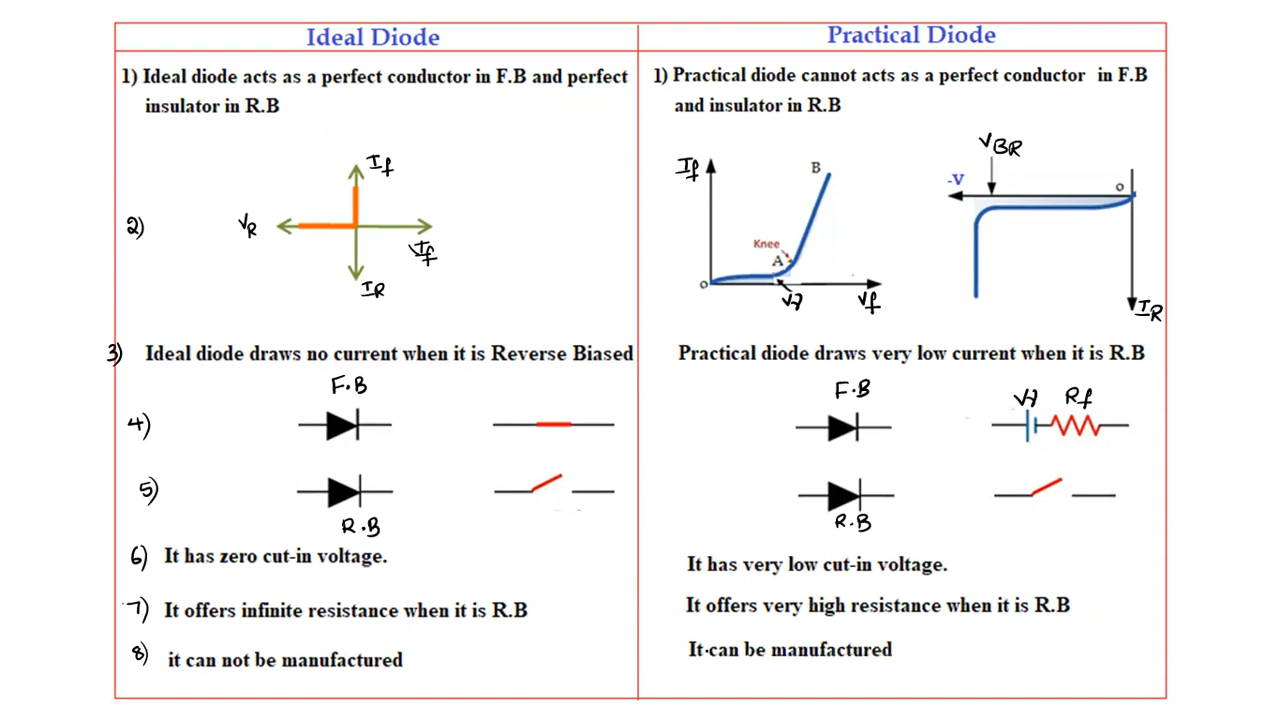 Ideal Diode
1) Ideal diode acts as a perfect conductor in F.B and perfect
insulator in R.B
2)
If
VR
If
IR
3) Ideal diode draws no current when it is Reverse Biased
F.B
4)
5)
R.B
6) It has zero cut-in voltage.
7) It offers infinite resistance when it is R.B
8) it can not be manufactured
Practical Diode
1) Practical diode cannot acts as a perfect conductor in F.B
and insulator in R.B
If
B
Knee
A
O
Vf
VBR
-V
O
IR
Practical diode draws very low current when it is R.B
F.B
Rf
R.B
It has very low cut-in voltage.
It offers very high resistance when it is R.B
It.can be manufactured